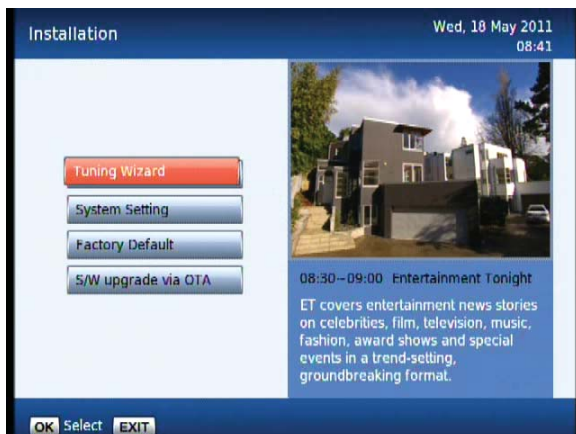 Installation
Wed, 18 May 2011
08:41
Tuning Wizard
System Setting
Factory Default
S/W upgrade via OTA
08:30~09:00 Entertainment Tonight
ET covers entertainment news stories
on celebrities, film, television, music,
fashion, award shows and special
events in a trend-setting,
groundbreaking format.
OK Select EXIT